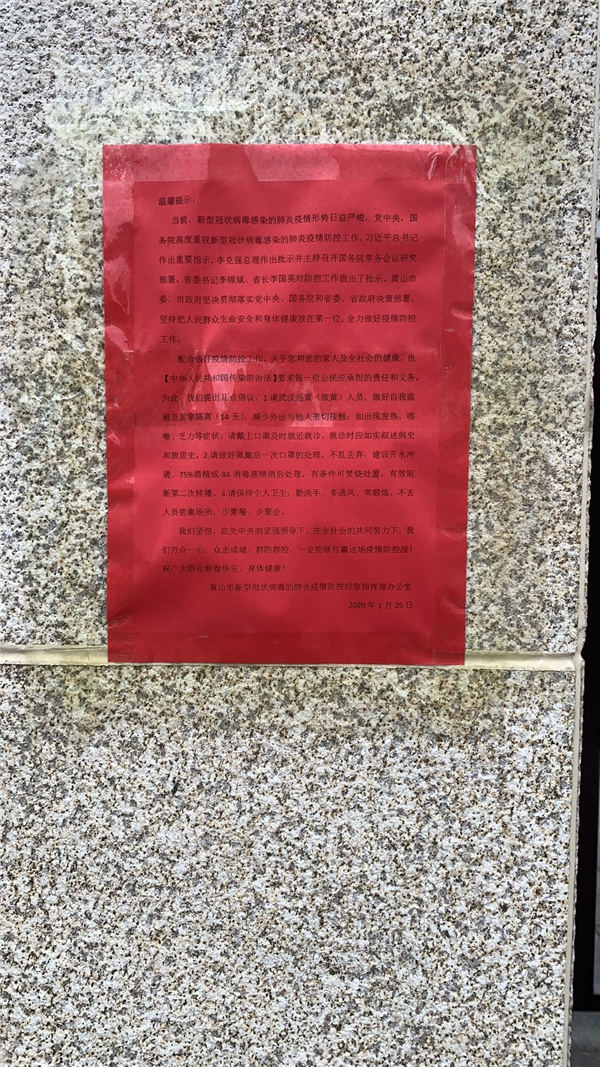 温馨提示：
当前，新型冠状病毒感染的肺炎疫情形势日益严峻，党中央、国
务院高度重视新型冠状病毒感染的肺炎疫情防控工作，习近平总书记
作出重要指示，李克强总理作出批示并主持召开国务院常务会议研究
部署，省委书记李锦斌、省长李国英对防控工作做出了批示。黄山市
委、市政府坚决贯彻落实党中央、国务院和省委、省政府决策部署，
坚持把人民群众生命安全和身体健康放在第一位，全力做好疫情防控
工作。
配合做好疫情防控工作，关乎您和您的家人及全社会的健康，也
【中华人民共和国传染防治法】要求每一位公民应承担的责任和义务。
为此，我们提出几点倡议，1 请武汉返黄（旅黄）人员，做好自我监
测及居家隔离（14 天），减少外出与他人密切接触；如出现发热、咳
嗽、乏力等症状，请戴上口罩及时就近就诊，就诊时应如实叙述病史
和旅居史。2.请做好佩戴后一次口罩的处理，不乱丢弃；建议开水冲
烫、75%酒精或 84 消毒液喷洒后处理，有条件可焚烧处置，有效阻
断第二次转播。3.请保持个人卫生，勤洗手、多通风、常锻炼，不去
人员密集场所，少聚餐、少聚会。
我们坚信，在党中央的坚强领导下，在全社会的共同努力下，我
们万众一心、众志成城、群防群控、一定能够打赢这场疫情防控战！
祝广大群众新春快乐、身体健康！
黄山市新型冠状病毒的肺炎疫情防控应急指挥部办公室
2020 年 1 月 25 日